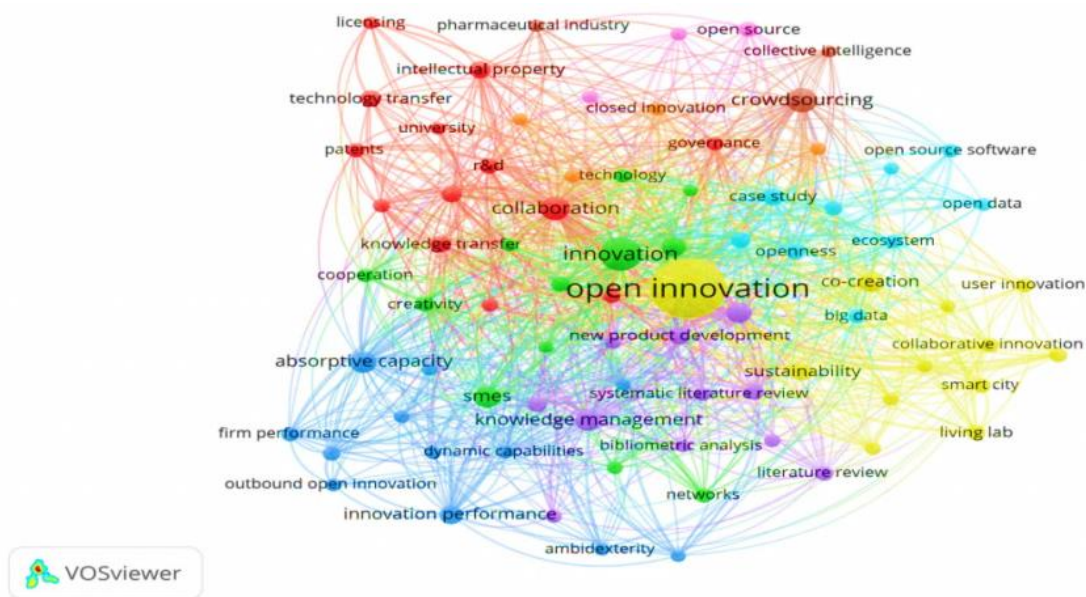 licensing
pharmaceutical industry
open source
collective intelligence
intellectual property
technology transfer
closed innovation
crowdsourcing
university
patents
governance
open source software
r&d
technology
case study
open data
collaboration
knowledge transfer
innovation
openness
ecosystem
cooperation
open innovation
co-creation
user innovation
creativity
big data
new product development
collaborative innovation
absorptive capacity
sustainability
smart city
smes
systematic literature review
knowledge management
firm performance
living lab
dynamic capabilities
bibliometric analysis
outbound open innovation
literature review
networks
innovation performance
ambidexterity
VOSviewer